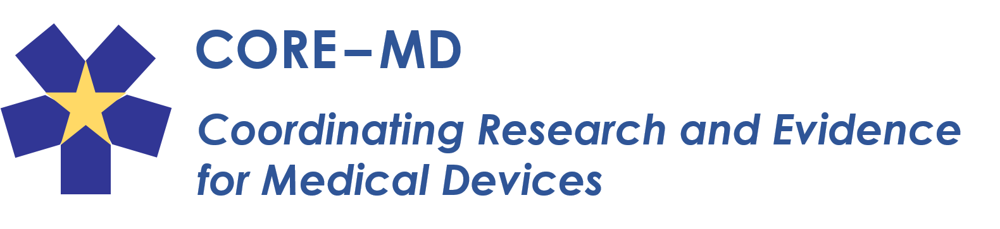 CORE–MD
Coordinating Research and Evidence
for Medical Devices